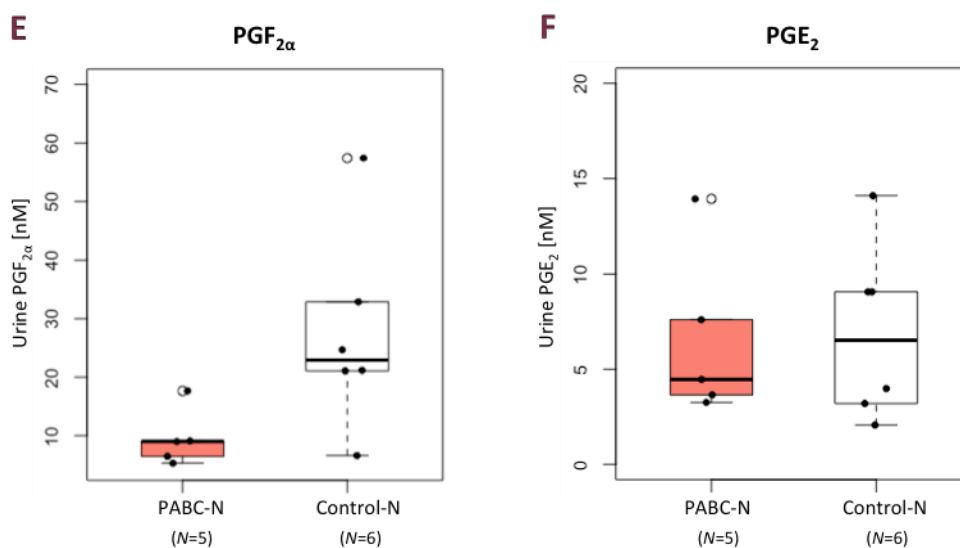 E
PGF2α
Urine PGF2α [nM]
70
60
50
40
30
20
10
PABC-N
Control-N
(N=5)
(N=6)
F
PGE2
Urine PGE2 [nM]
20
15
10
5
0
PABC-N
Control-N
(N=5)
(N=6)